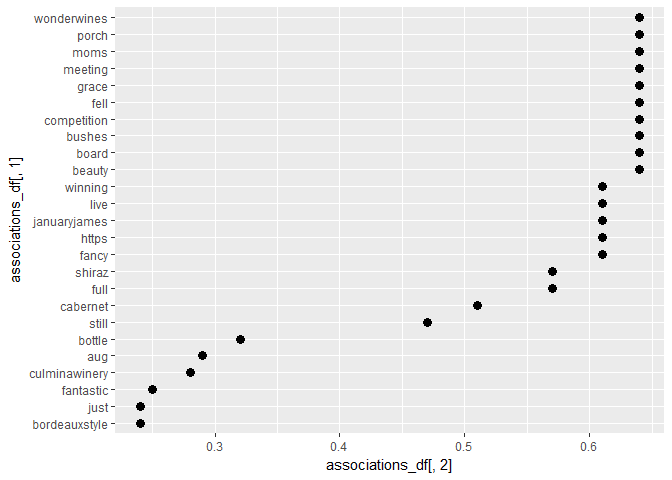 wonderwines
porch
moms
meeting
grace
fell
competition
bushes
board
beauty
winning
live
januaryjames
https
fancy
shiraz
full
cabernet
still
bottle
aug
culminawinery
fantastic
just
bordeauxstyle
associations_df[, 1]
0.3 0.4 0.5 0.6
associations_df[, 2]